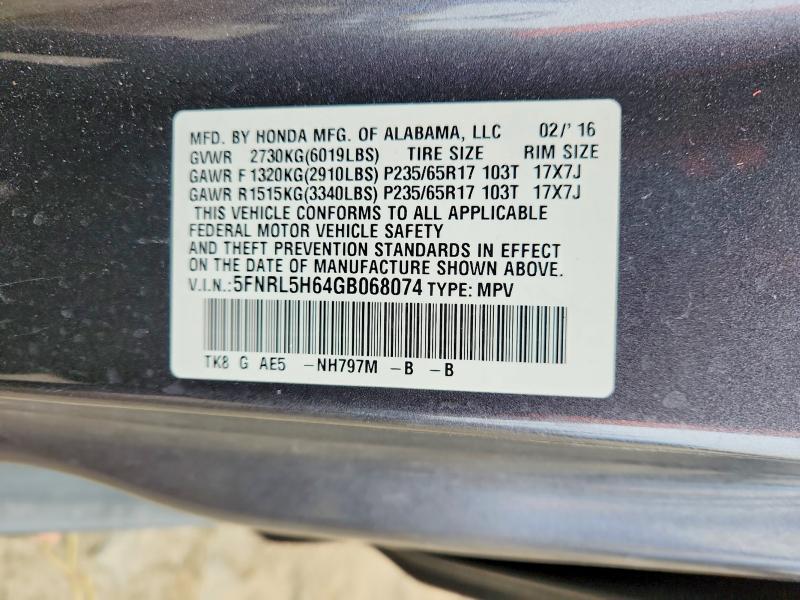 MFD. BY HONDA MFG. OF ALABAMA, LLC 02/'16
GVWR 2730KG(6019LBS) TIRE SIZE RIM SIZE
GAWR F1320KG(2910LBS) P235/65R17 103T 17X7J
GAWR R1515KG(3340LBS) P235/65R17 103T 17X7J
THIS VEHICLE CONFORMS TO ALL APPLICABLE
FEDERAL MOTOR VEHICLE SAFETY
AND THEFT PREVENTION STANDARDS IN EFFECT
ON THE DATE OF MANUFACTURE SHOWN ABOVE.
V.I.N.:5FNRL5H64GB068074 TYPE: MPV
TK8 G AE5 -NH797M -B -B